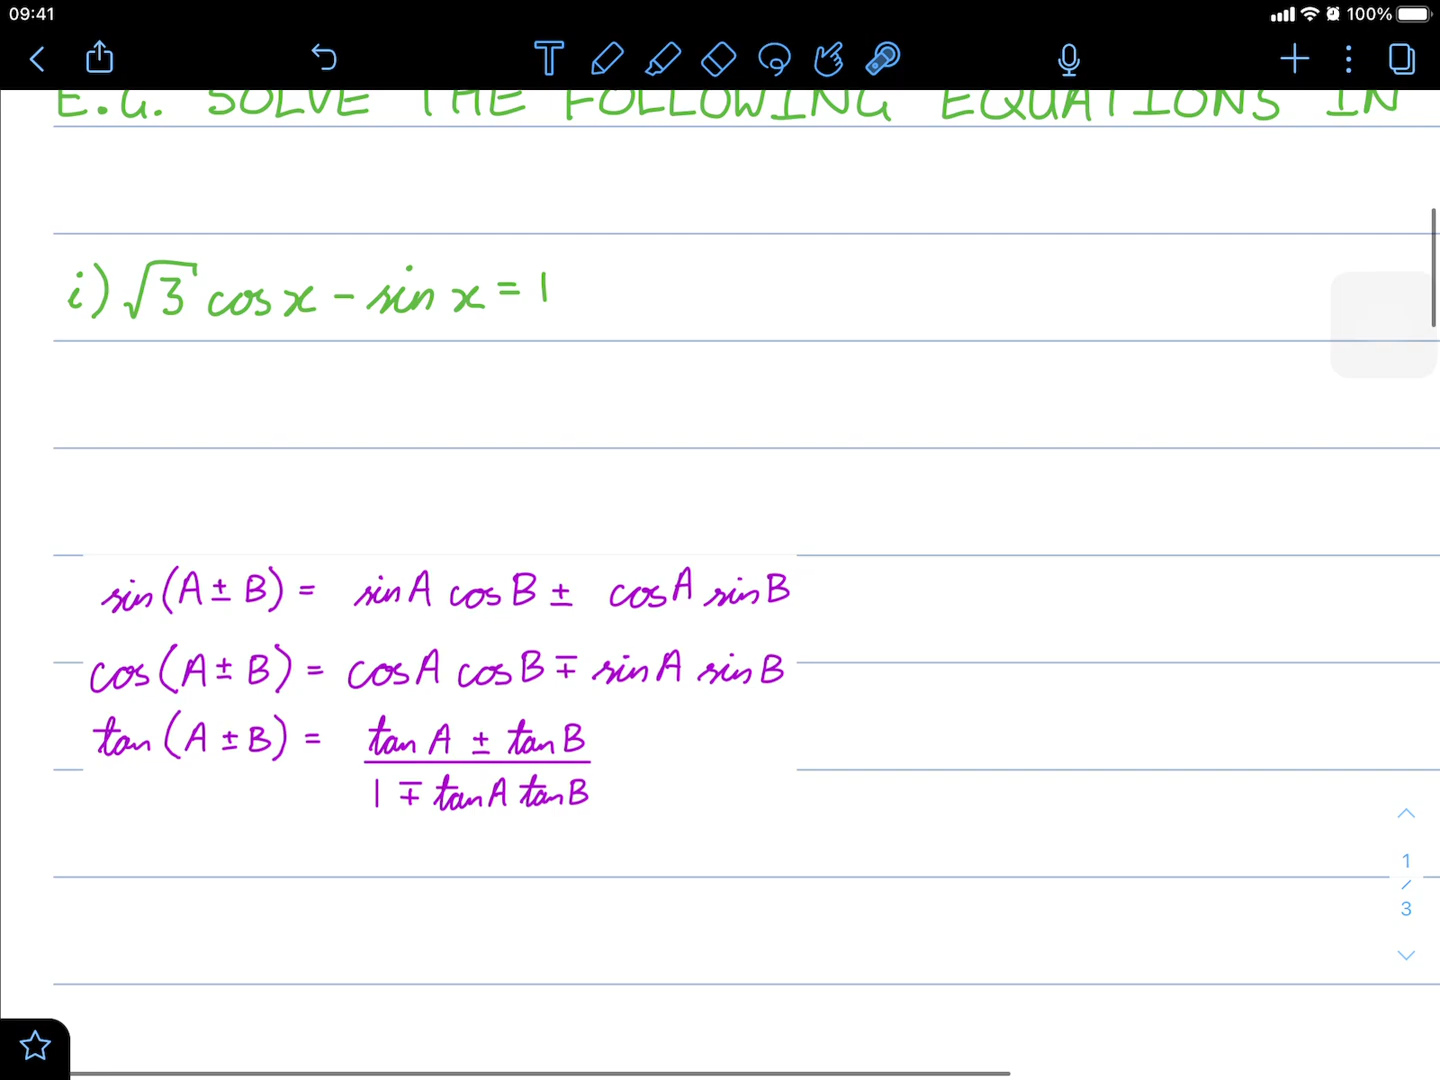 09:41
100%
E.G. SOLVE THE FOLLOWING EQUATIONS IN
i) √3 cos x - sin x = 1
sin(A ± B) = sin A cos B ± cos A sin B
cos(A ± B) = cos A cos B ∓ sin A sin B
tan(A ± B) = tan A ± tan B
1 ∓ tan A tan B
1
/
3